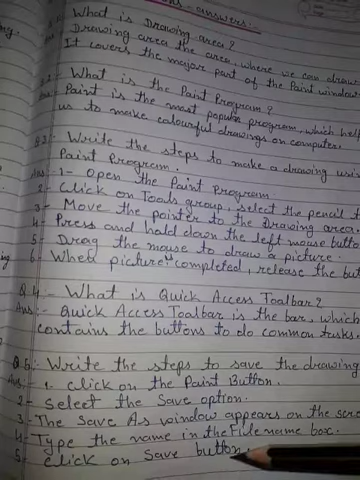 answers.
What is Drawing area?
Drawing area the area, where we can draw
It covers the major part of the Paint window.
What is the Paint Program?
Paint is the most popular program, which help
us to make colourful drawings on computer.
Q.3:- Write the steps to make a drawing using
Paint Program.
Ans:- 1- Open the Paint Program.
2- Click on Tools group, select the pencil t
3- Move the pointer to the Drawing area.
4- Press and hold down the left mouse butto
5- Drag the mouse to draw a picture.
6- When picture is completed, release the but
Q.4- What is Quick Access Toolbar?
Ans:- Quick Access Toolbar is the bar, which
contains the buttons to do common tasks.
Q.5:- Write the steps to save the drawing
Ans:- 1. Click on the Paint Button.
2- Select the Save option.
3- The Save As window appears on the scre
4- Type the name in the File name box.
5. Click on Save button.